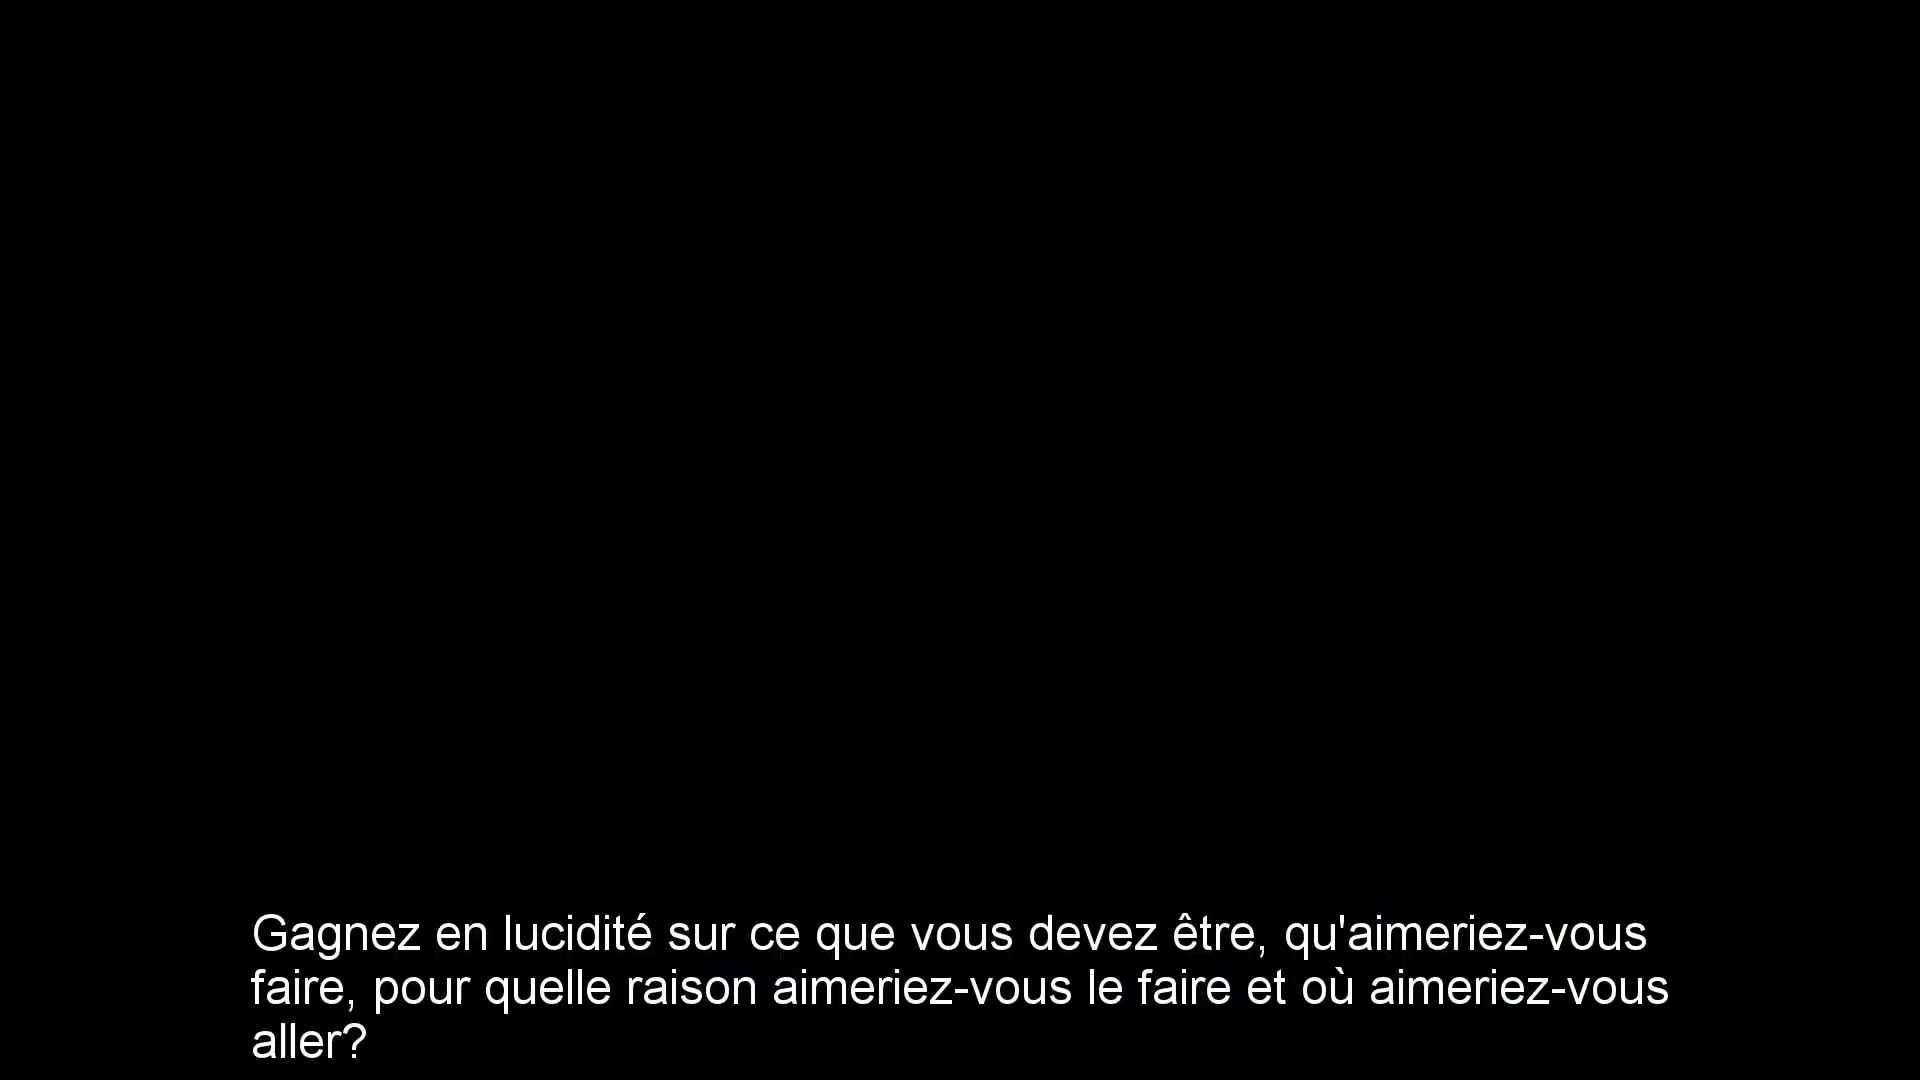 Gagnez en lucidité sur ce que vous devez être, qu'aimeriez-vous
faire, pour quelle raison aimeriez-vous le faire et où aimeriez-vous
aller?